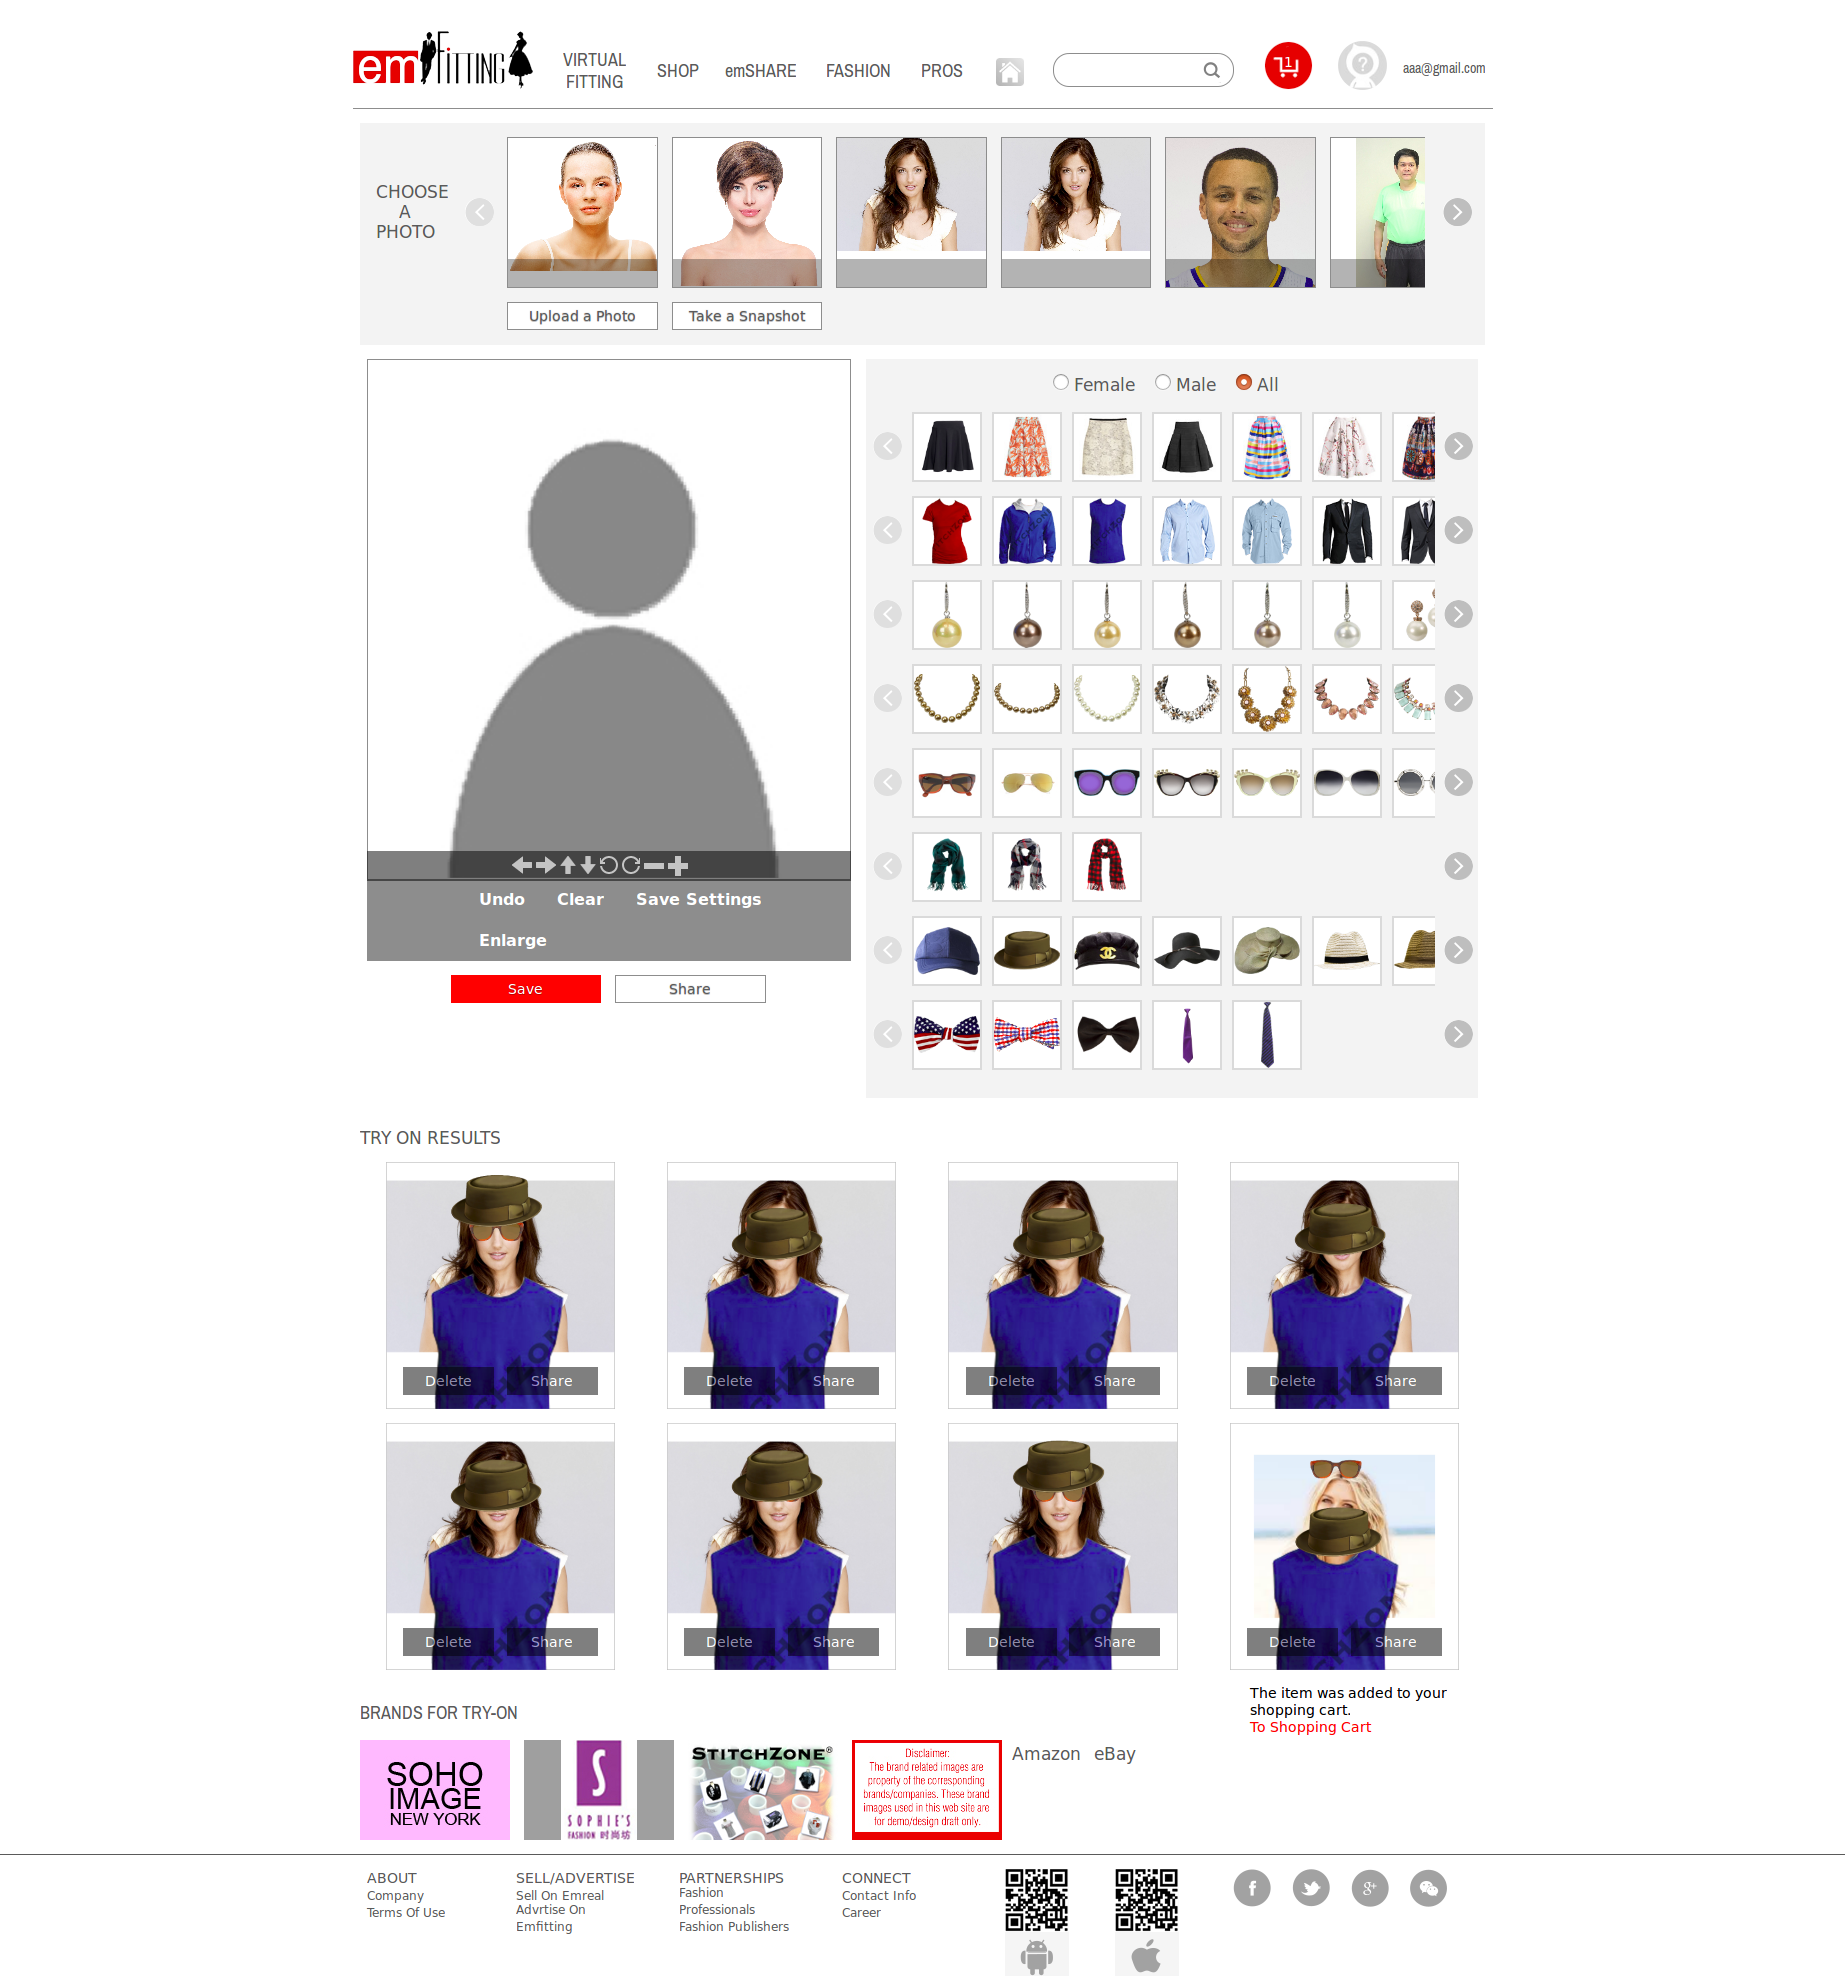 em FITTING
VIRTUAL
FITTING
SHOP
emSHARE
FASHION
PROS
1
?
aaa@gmail.com
CHOOSE
A
PHOTO
Upload a Photo
Take a Snapshot
Female
Male
All
Undo
Clear
Save Settings
Enlarge
Save
Share
TRY ON RESULTS
Delete
Share
Delete
Share
Delete
Share
Delete
Share
Delete
Share
Delete
Share
Delete
Share
Delete
Share
The item was added to your
shopping cart.
To Shopping Cart
BRANDS FOR TRY-ON
SOHO
IMAGE
NEW YORK
S
SOPHIE'S
FASHION 时尚坊
STITCHZONE®
Disclaimer:
The brand related images are
property of the corresponding
brands/companies. These brand
images used in this web site are
for demo/design draft only.
Amazon
eBay
ABOUT
Company
Terms Of Use
SELL/ADVERTISE
Sell On Emreal
Advrtise On
Emfitting
PARTNERSHIPS
Fashion
Professionals
Fashion Publishers
CONNECT
Contact Info
Career
f
g+